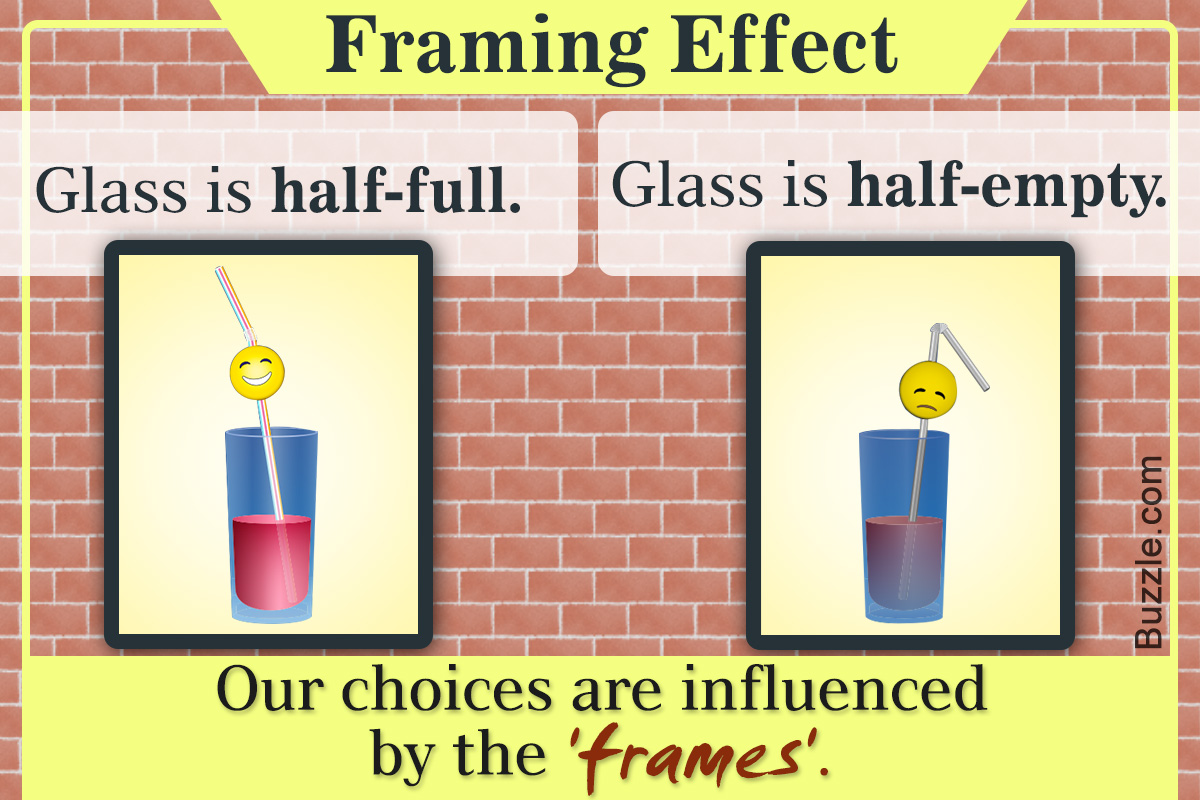 Framing Effect
Glass is half-full.
Glass is half-empty.
Buzzle.com
Our choices are influenced
by the 'frames'.